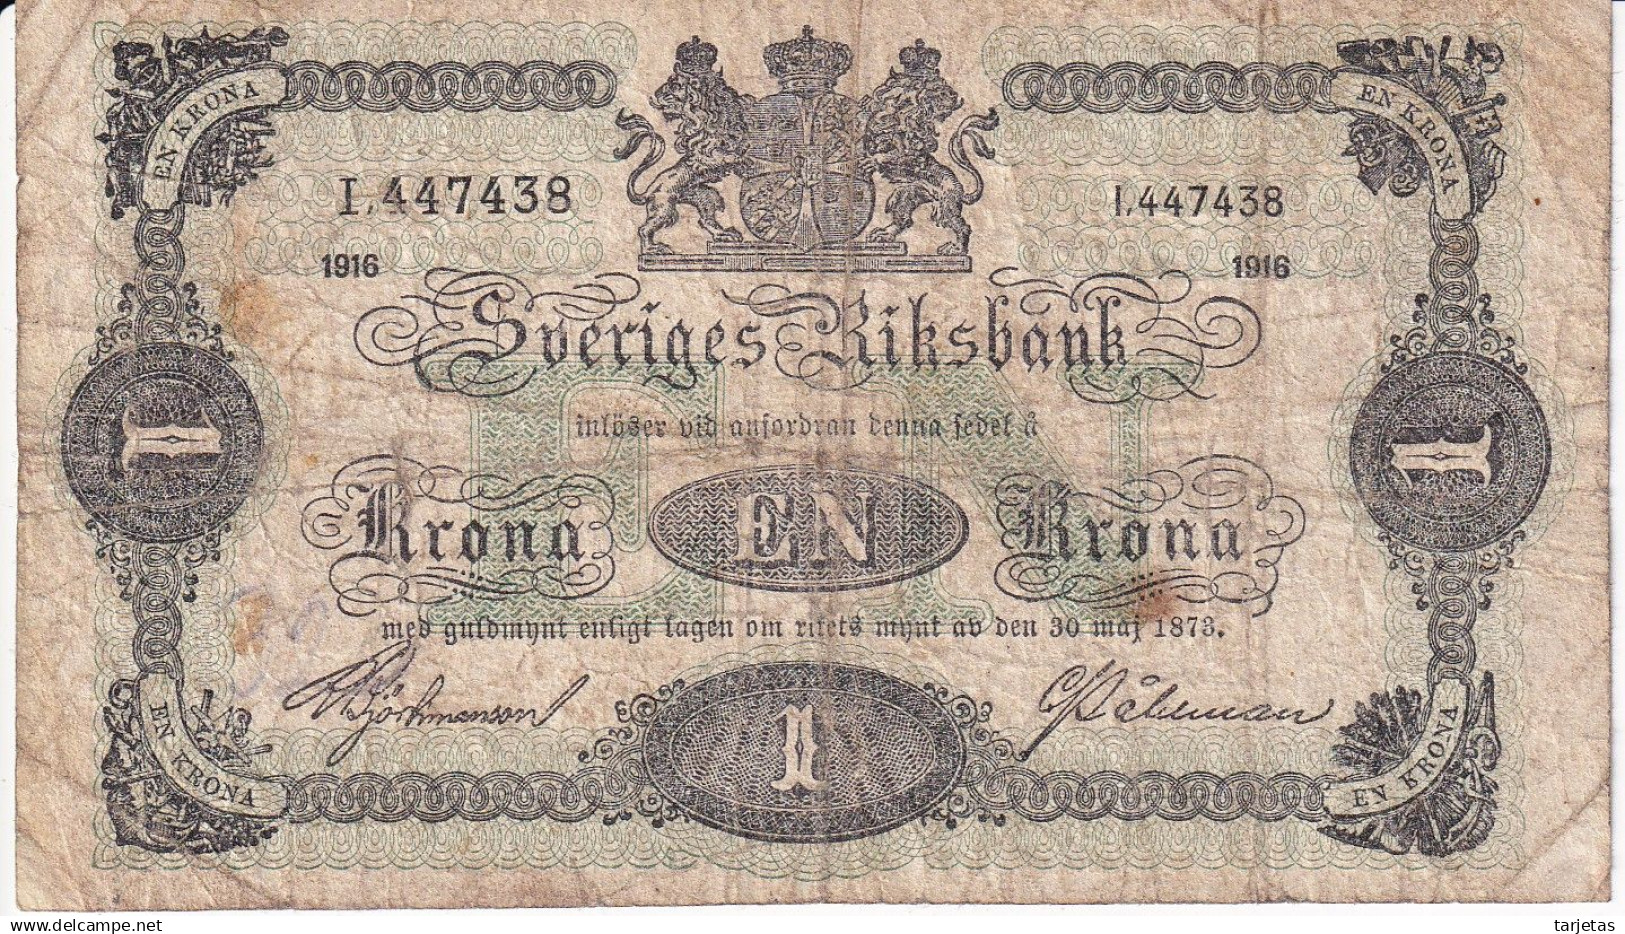 EN KRONA
EN KRONA
I,447438
I,447438
1916
1916
Sveriges Riksbank
inlöser vid anfordran denna sedel å
1
1
Krona EN Krona
med guldmynt enligt lagen om rikets mynt av den 30 maj 1873.
EN KRONA
1
EN KRONA
tarjetas